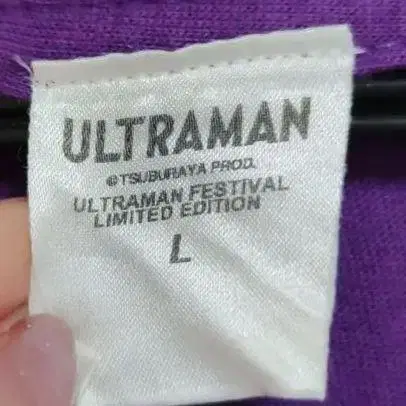 ULTRAMAN
©TSUBURAYA PROD.
ULTRAMAN FESTIVAL
LIMITED EDITION
L